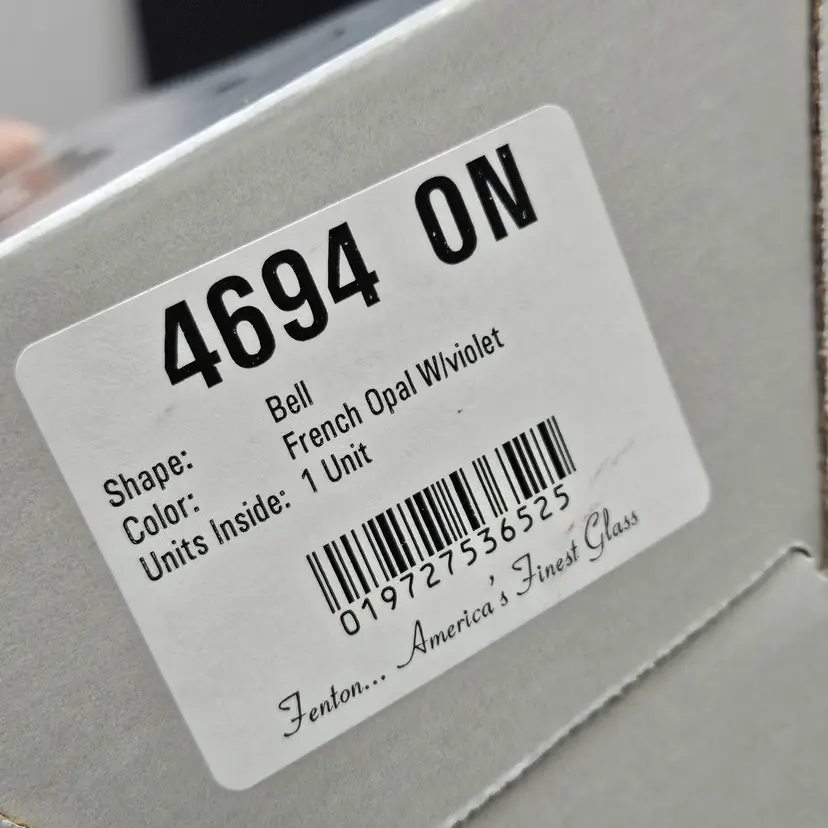 4694 ON
Shape: Bell
Color: French Opal W/violet
Units Inside: 1 Unit
019727536525
Fenton... America's Finest Glass